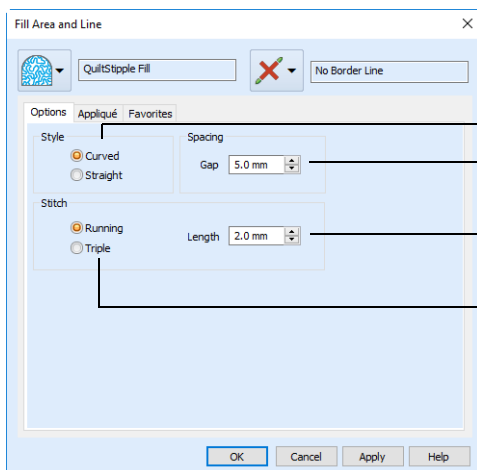 Fill Area and Line
QuiltStipple Fill
No Border Line
Options Appliqué Favorites
Style
Curved
Straight
Spacing
Gap 5.0 mm
Stitch
Running
Triple
Length 2.0 mm
OK Cancel Apply Help